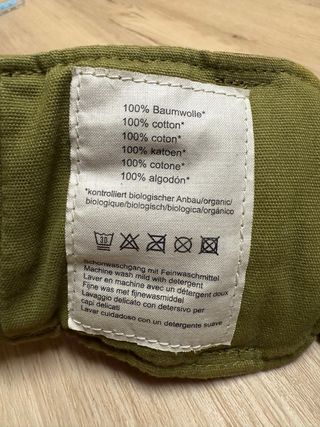 100% Baumwolle*
100% cotton*
100% coton*
100% katoen*
100% cotone*
100% algodón*
*kontrolliert biologischer Anbau/organic/
biologique/biologisch/biologica/orgánico
30
Schonwaschgang mit Feinwaschmittel
Machine wash mild with detergent
Laver en machine avec un détergent doux
Fijne was met fijnewasmiddel
Lavaggio delicato con detersivo per
capi delicati
Lavar cuidadoso con un detergente suave